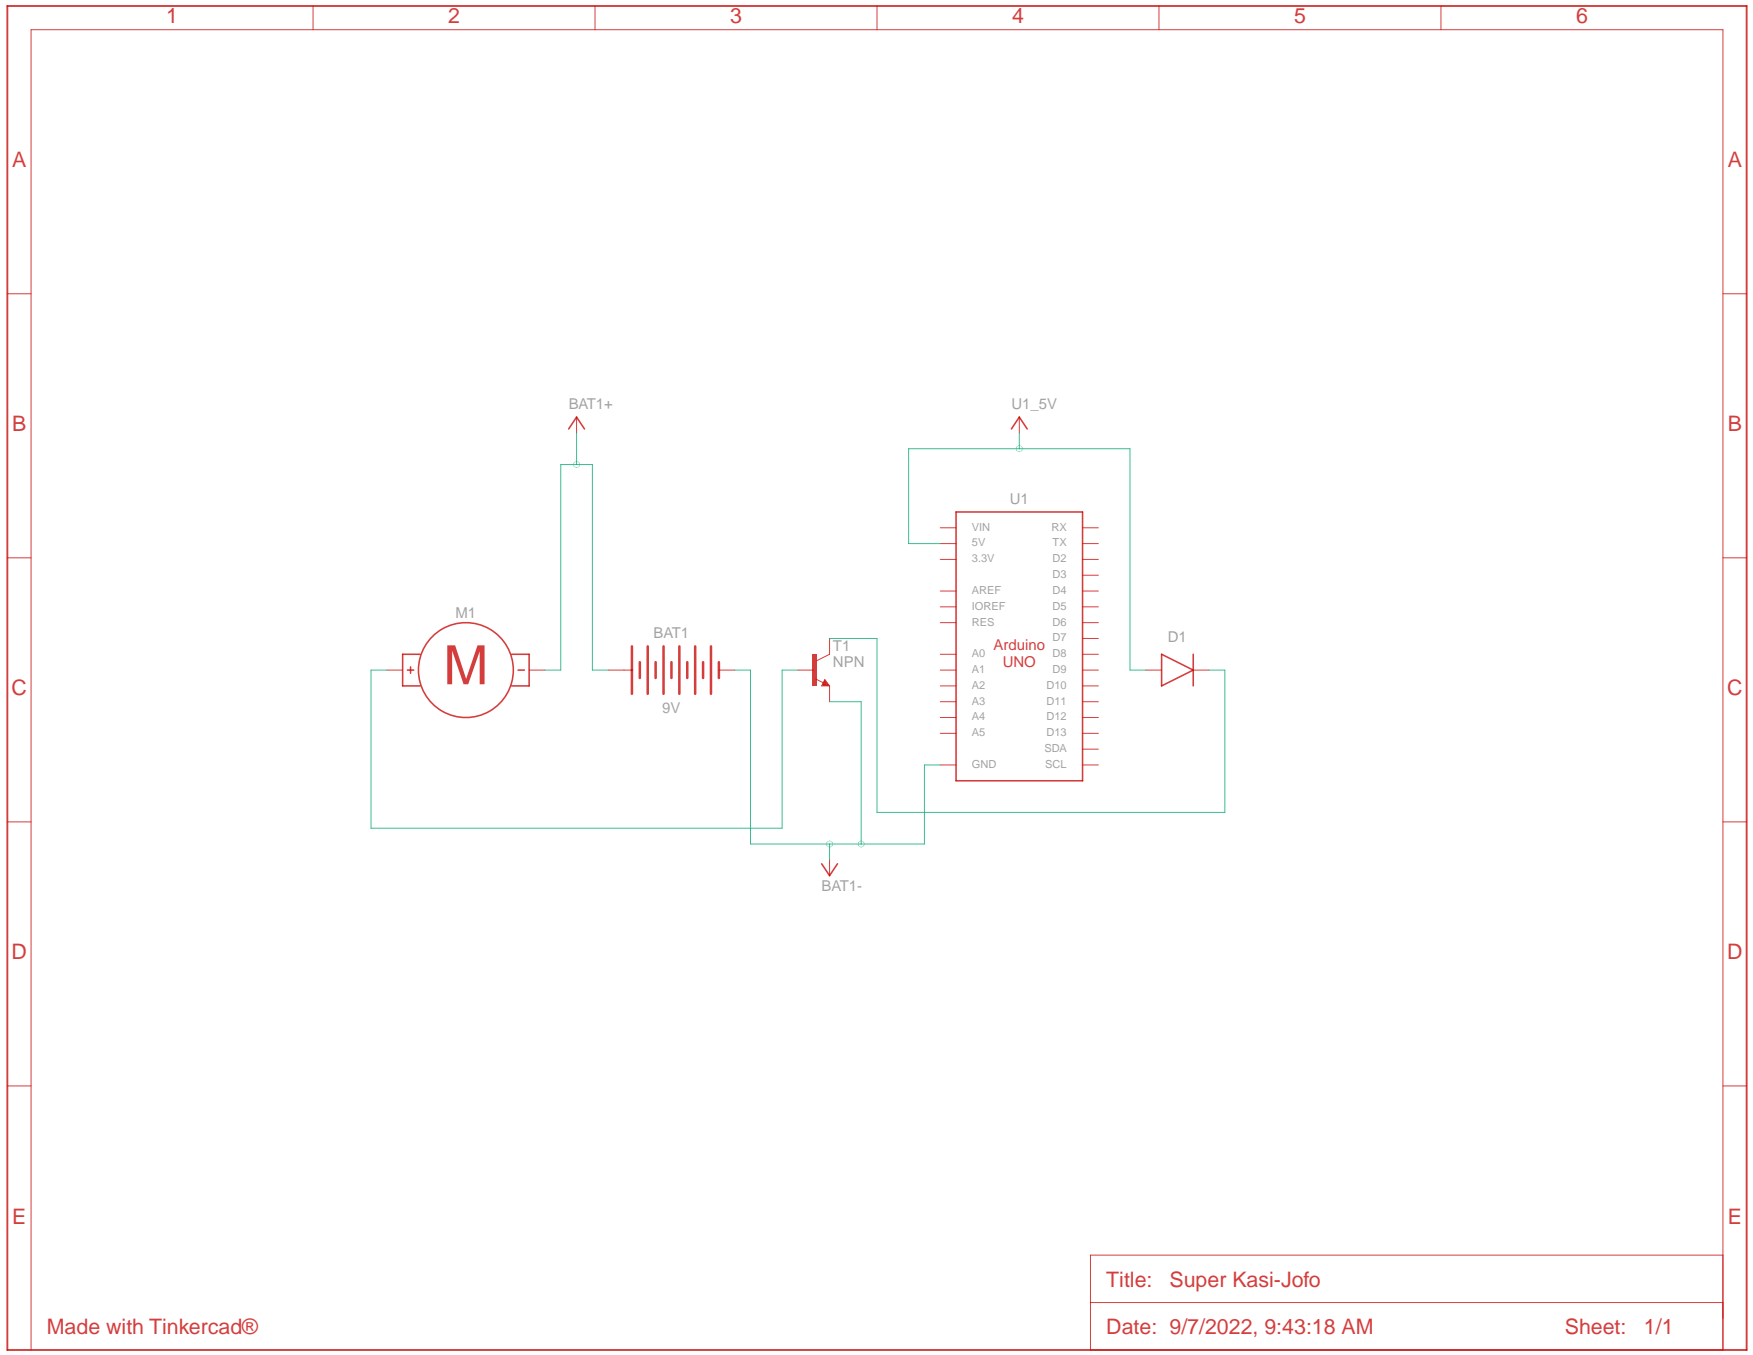 1 2 3 4 5 6
A A
B B
C C
D D
E E
BAT1+
U1_5V
U1
VIN RX
5V TX
3.3V D2
D3
AREF D4
IOREF D5
RES D6
D7
Arduino
UNO
A0 D8
A1 D9
A2 D10
A3 D11
A4 D12
A5 D13
SDA
GND SCL
M1
+ M -
BAT1
9V
T1
NPN
D1
BAT1-
Title: Super Kasi-Jofo
Date: 9/7/2022, 9:43:18 AM Sheet: 1/1
Made with Tinkercad®